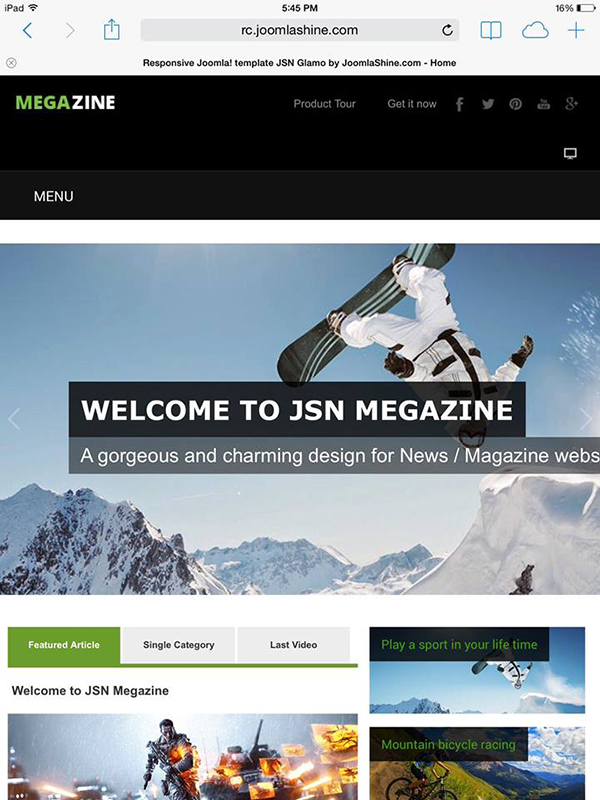 iPad 5:45 PM 16%
rc.joomlashine.com
Responsive Joomla! template JSN Glamo by JoomlaShine.com - Home
MEGAZINE Product Tour Get it now
MENU
WELCOME TO JSN MEGAZINE
A gorgeous and charming design for News / Magazine webs
Featured Article Single Category Last Video
Play a sport in your life time
Welcome to JSN Megazine
Mountain bicycle racing